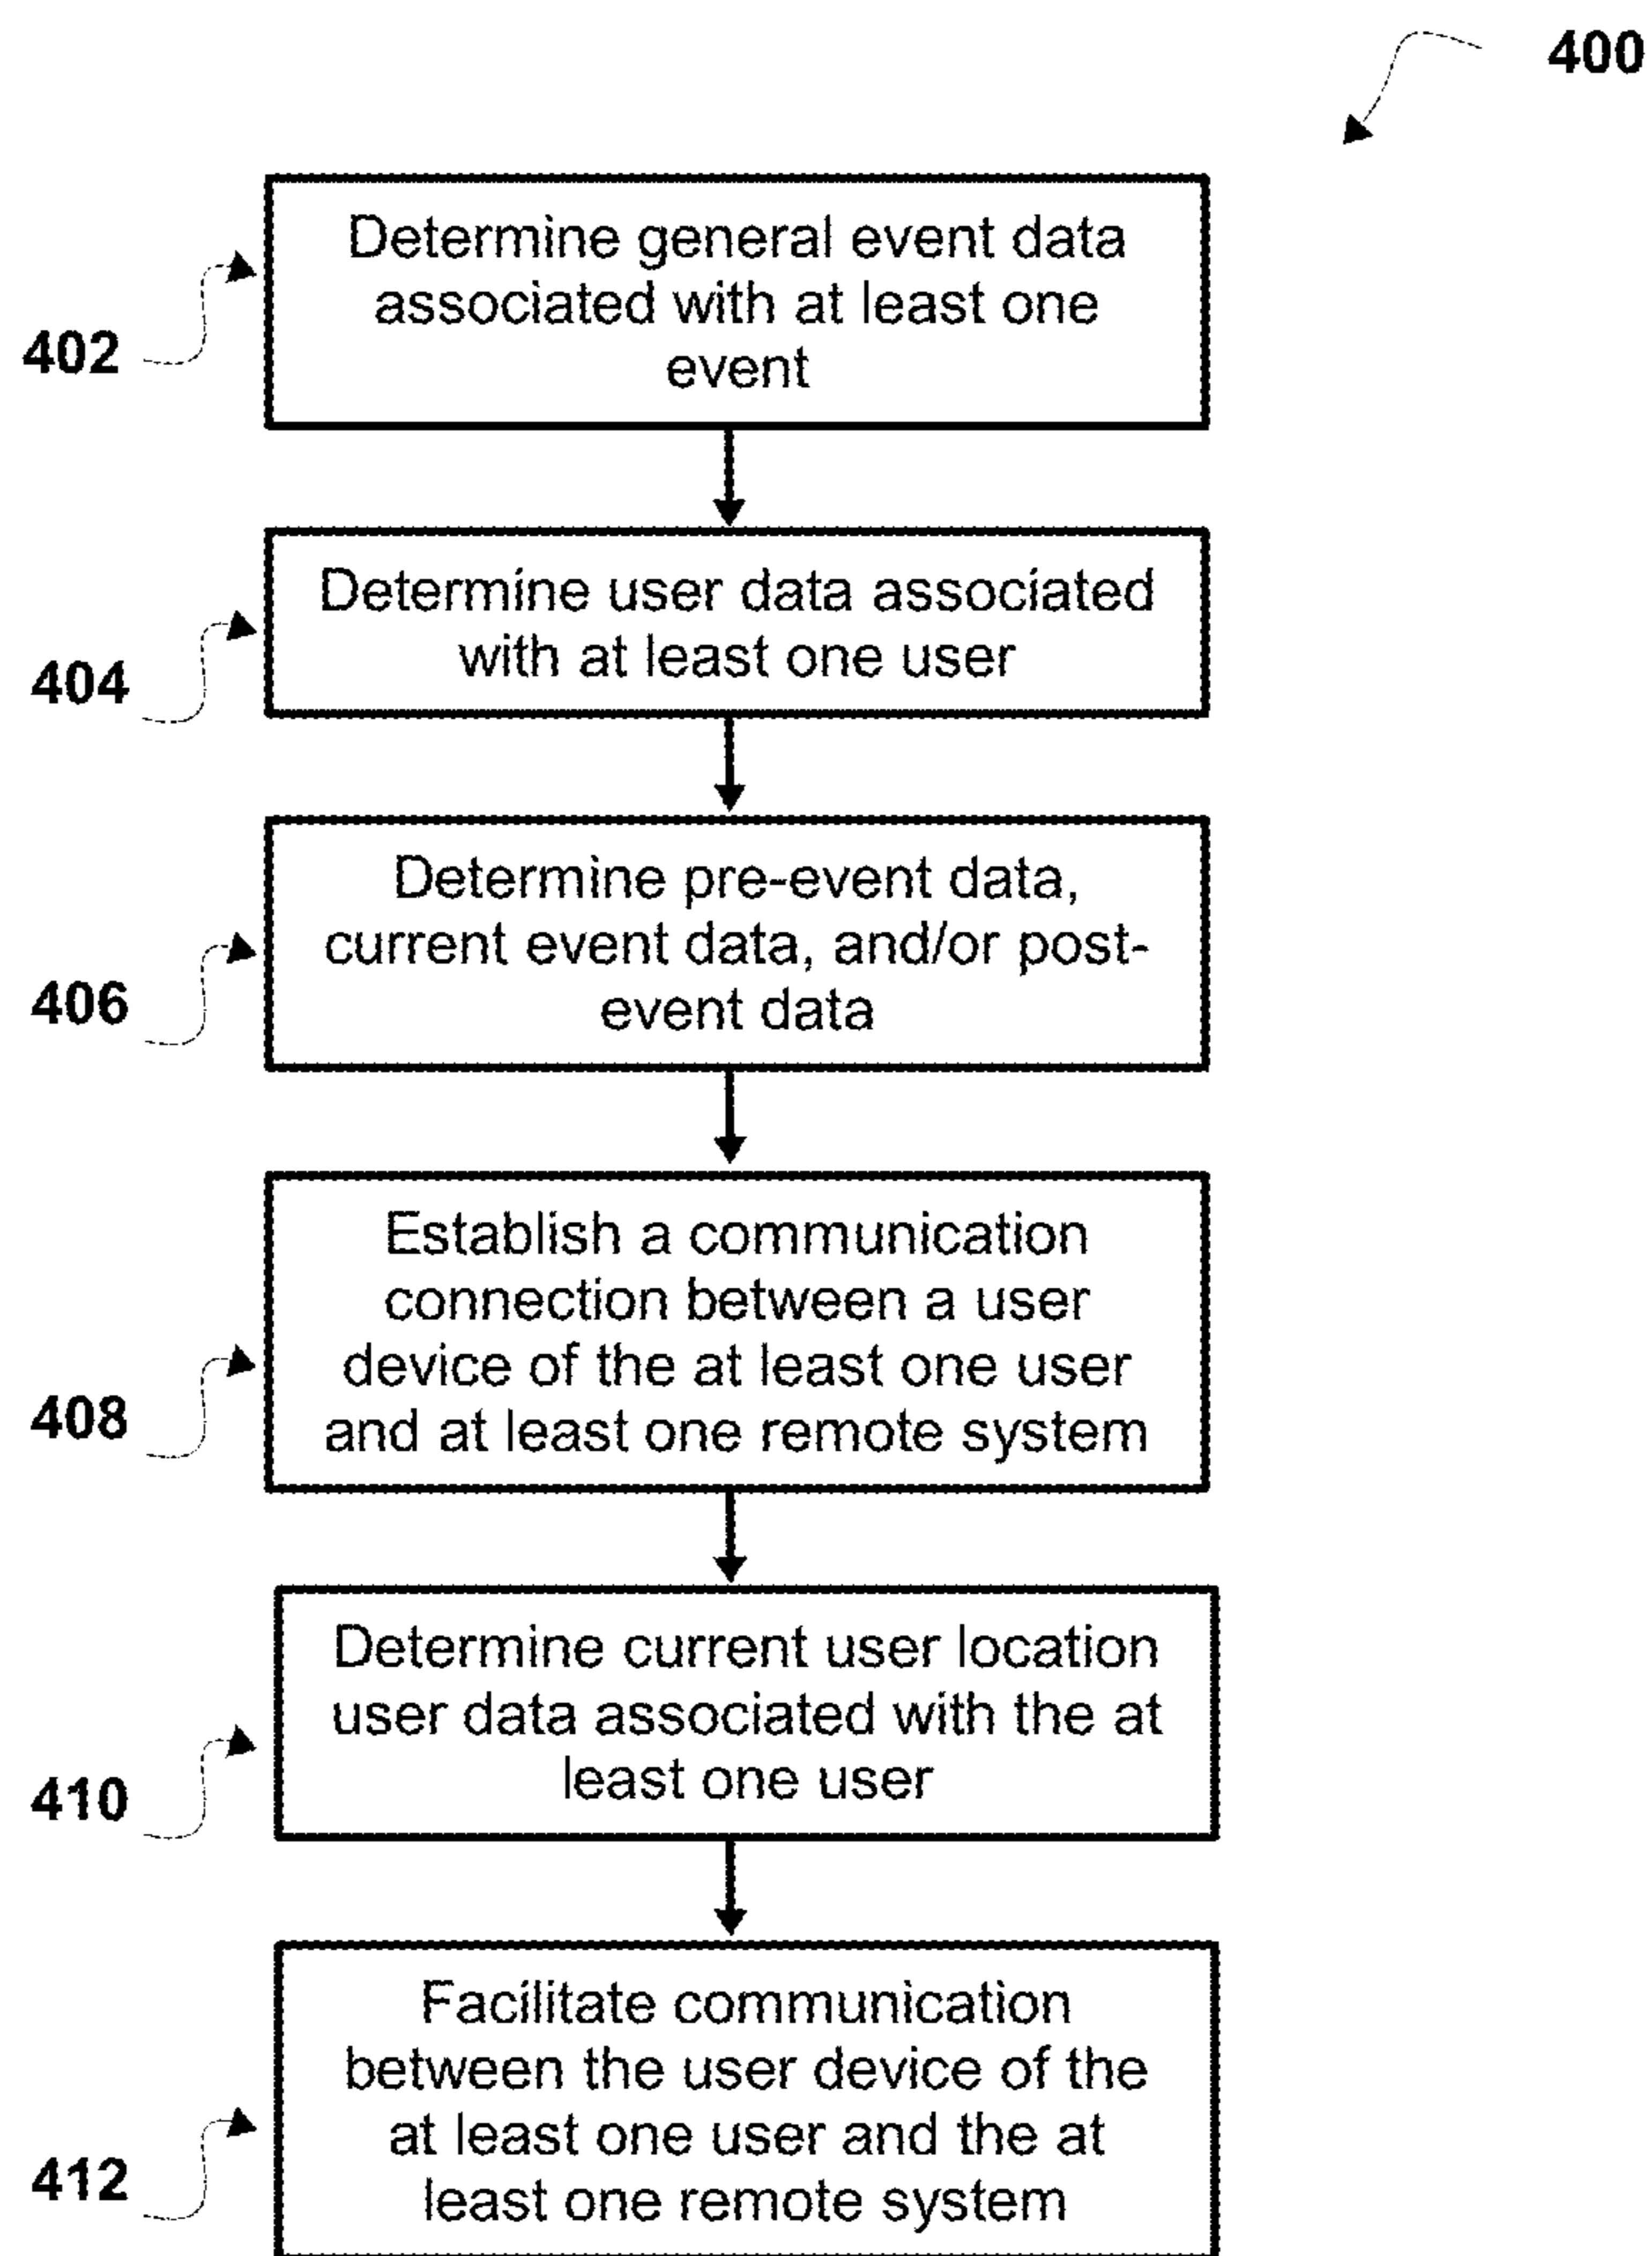 400
Determine general event data
associated with at least one
event
402
Determine user data associated
with at least one user
404
Determine pre-event data,
current event data, and/or post-
event data
406
Establish a communication
connection between a user
device of the at least one user
and at least one remote system
408
Determine current user location
user data associated with the at
least one user
410
Facilitate communication
between the user device of the
at least one user and the at
least one remote system
412